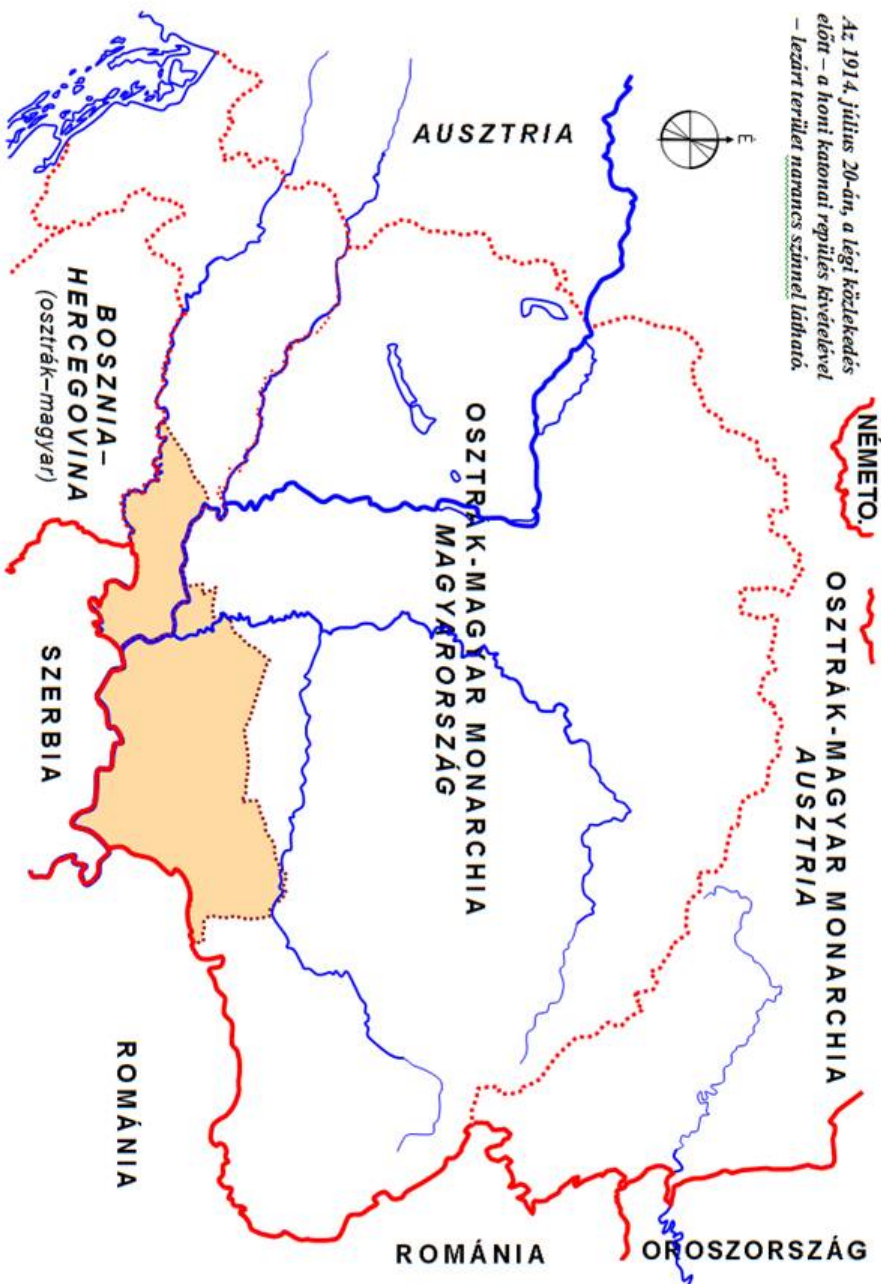 Az 1914. július 20-án, a légi közlekedés
előtt – a honi katonai repülés kivételével
– lezárt terület narancs színnel látható.
NÉMETO.
OSZTRÁK-MAGYAR MONARCHIA
AUSZTRIA
É
OROSZORSZÁG
AUSZTRIA
OSZTRÁK-MAGYAR MONARCHIA
MAGYARORSZÁG
ROMÁNIA
BOSZNIA–
HERCEGOVINA
(osztrák–magyar)
SZERBIA
ROMÁNIA